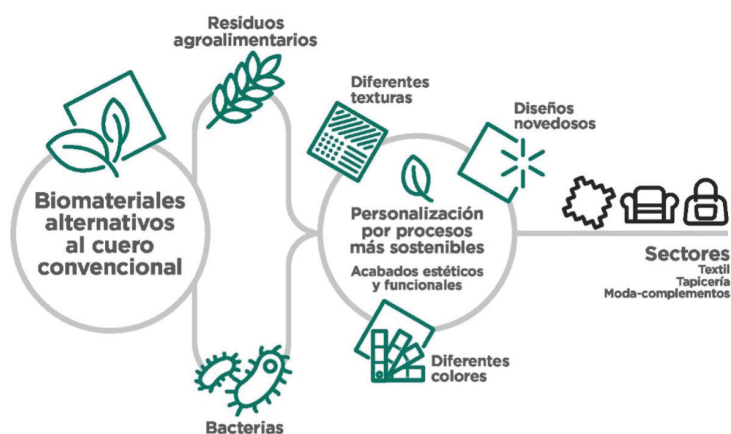 Residuos
agroalimentarios
Biomateriales
alternativos
al cuero
convencional
Bacterias
Diferentes
texturas
Diseños
novedosos
Personalización
por procesos
más sostenibles
Acabados estéticos
y funcionales
Diferentes
colores
Sectores
Textil
Tapicería
Moda-complementos